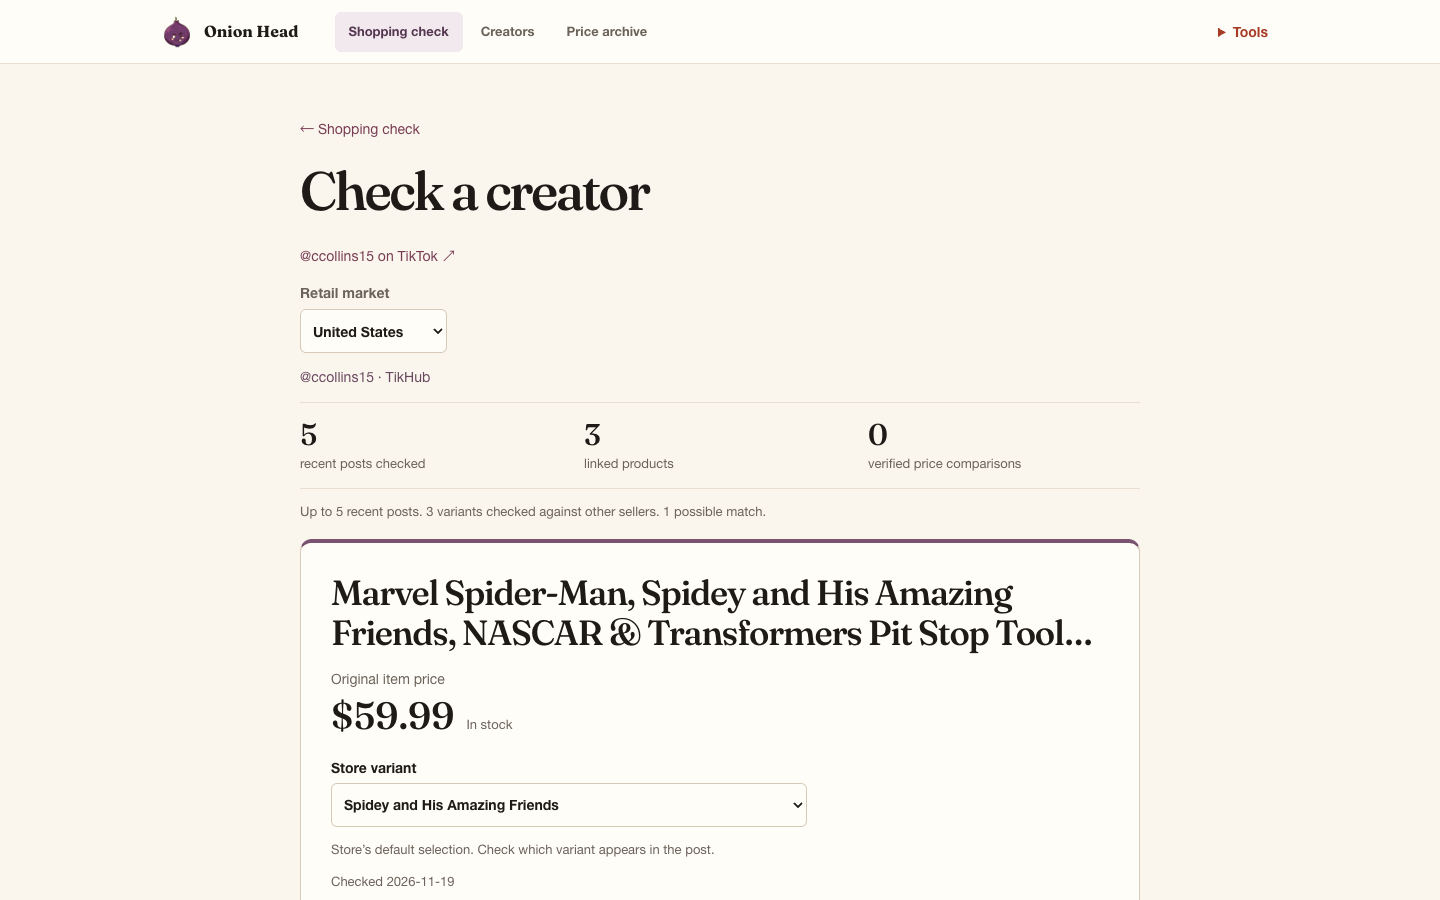 Onion Head
Shopping check
Creators
Price archive
▶ Tools
← Shopping check
Check a creator
@ccollins15 on TikTok ↗
Retail market
United States
@ccollins15 · TikHub
5
recent posts checked
3
linked products
0
verified price comparisons
Up to 5 recent posts. 3 variants checked against other sellers. 1 possible match.
Marvel Spider-Man, Spidey and His Amazing
Friends, NASCAR & Transformers Pit Stop Tool...
Original item price
$59.99 In stock
Store variant
Spidey and His Amazing Friends
Store’s default selection. Check which variant appears in the post.
Checked 2026-11-19